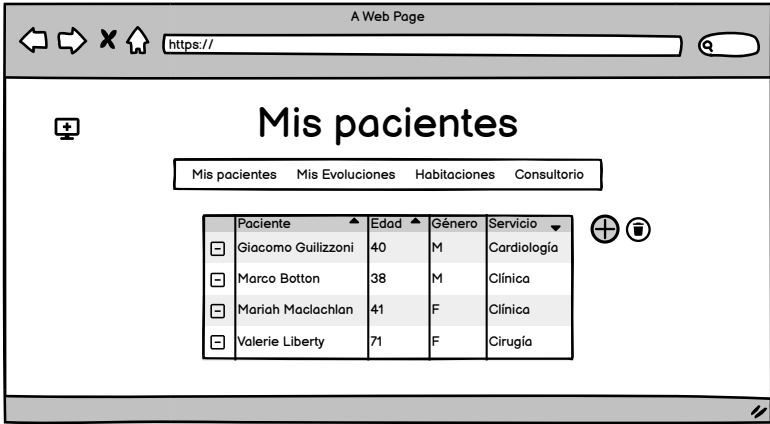 A Web Page
https://
Mis pacientes
Mis pacientes Mis Evoluciones Habitaciones Consultorio
Paciente Edad Género Servicio
Giacomo Guilizzoni 40 M Cardiología
Marco Botton 38 M Clínica
Mariah Maclachlan 41 F Clínica
Valerie Liberty 71 F Cirugía